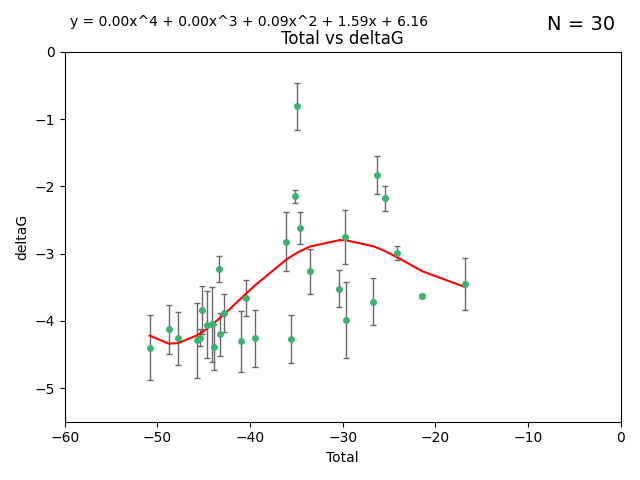 y = 0.00x^4 + 0.00x^3 + 0.09x^2 + 1.59x + 6.16
N = 30
Total vs deltaG
0
−1
−2
−3
−4
−5
deltaG
−60 −50 −40 −30 −20 −10 0
Total